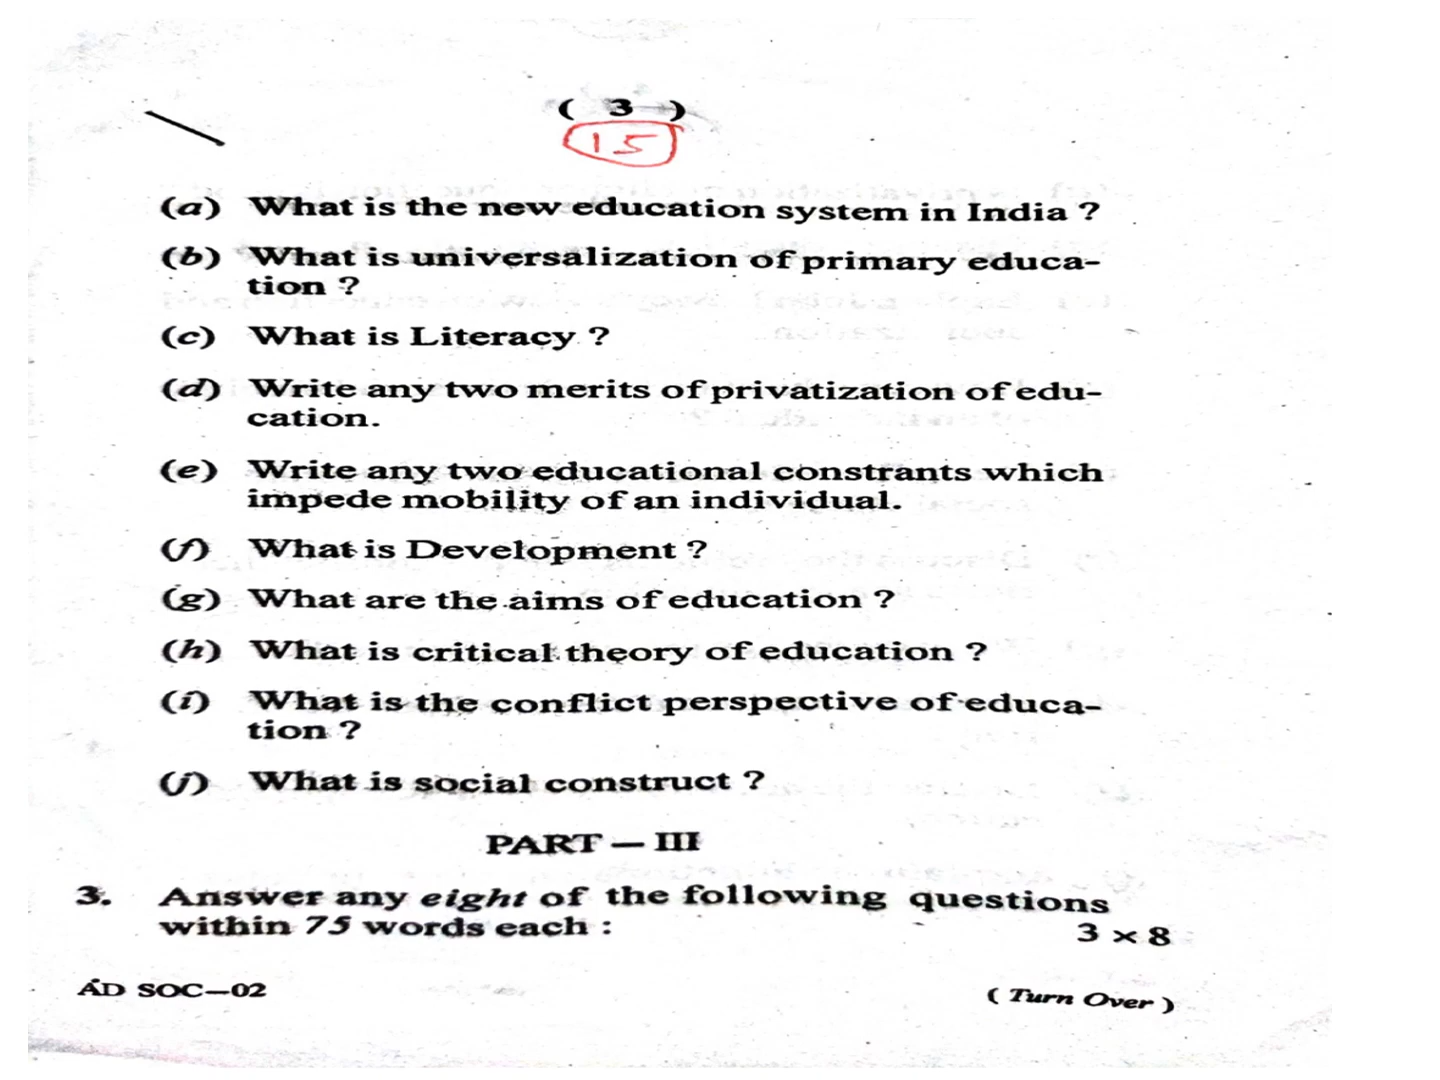 ( 3 )
15
(a) What is the new education system in India ?
(b) What is universalization of primary educa-
tion ?
(c) What is Literacy ?
(d) Write any two merits of privatization of edu-
cation.
(e) Write any two educational constrants which
impede mobility of an individual.
(f) What is Development ?
(g) What are the aims of education ?
(h) What is critical theory of education ?
(i) What is the conflict perspective of educa-
tion ?
(j) What is social construct ?
PART – III
3. Answer any eight of the following questions
within 75 words each : 3 × 8
AD SOC–02 ( Turn Over )